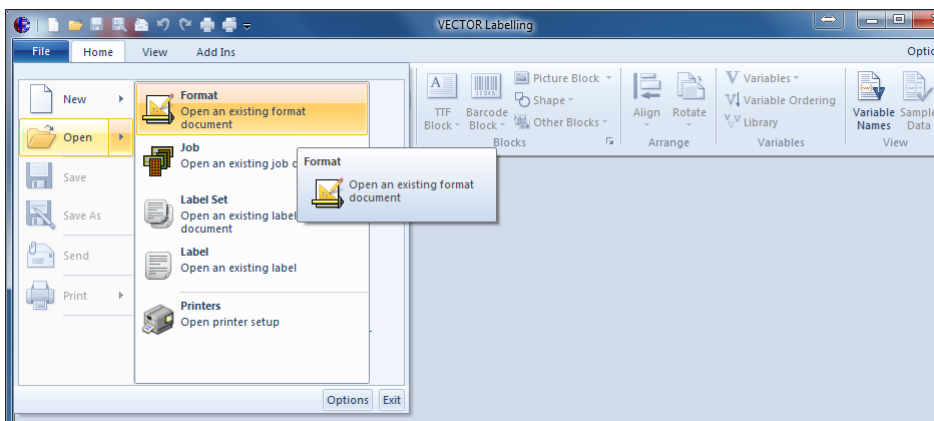 VECTOR Labelling
File Home View Add Ins
New
Open
Save
Save As
Send
Print
Format
Open an existing format
document
Job
Open an existing job
Label Set
Open an existing label
document
Label
Open an existing label
Printers
Open printer setup
Options Exit
Format
Open an existing format
document
TTF
Block
Barcode
Block
Picture Block
Shape
Other Blocks
Blocks
Align Rotate
Arrange
Variables
Variable Ordering
Library
Variables
Variable
Names
Sample
Data
View